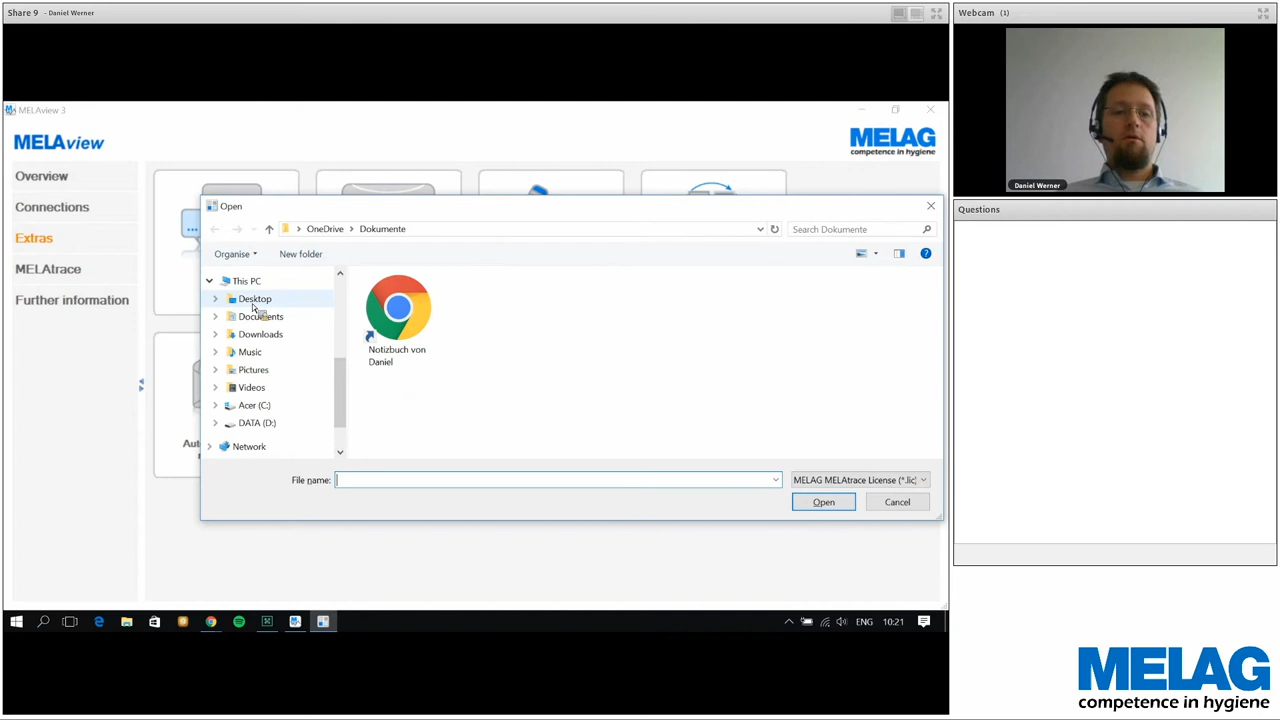 Share 9 - Daniel Werner
Webcam (1)
Daniel Werner
Questions
MELAview 3
MELAview
MELAG
competence in hygiene
Overview
Connections
Extras
MELAtrace
Further information
Open
OneDrive > Dokumente
Search Dokumente
Organise
New folder
This PC
Desktop
Documents
Downloads
Music
Pictures
Videos
Acer (C:)
DATA (D:)
Network
Notizbuch von
Daniel
File name:
MELAG MELAtrace License (*.lic)
Open
Cancel
ENG
10:21
MELAG
competence in hygiene